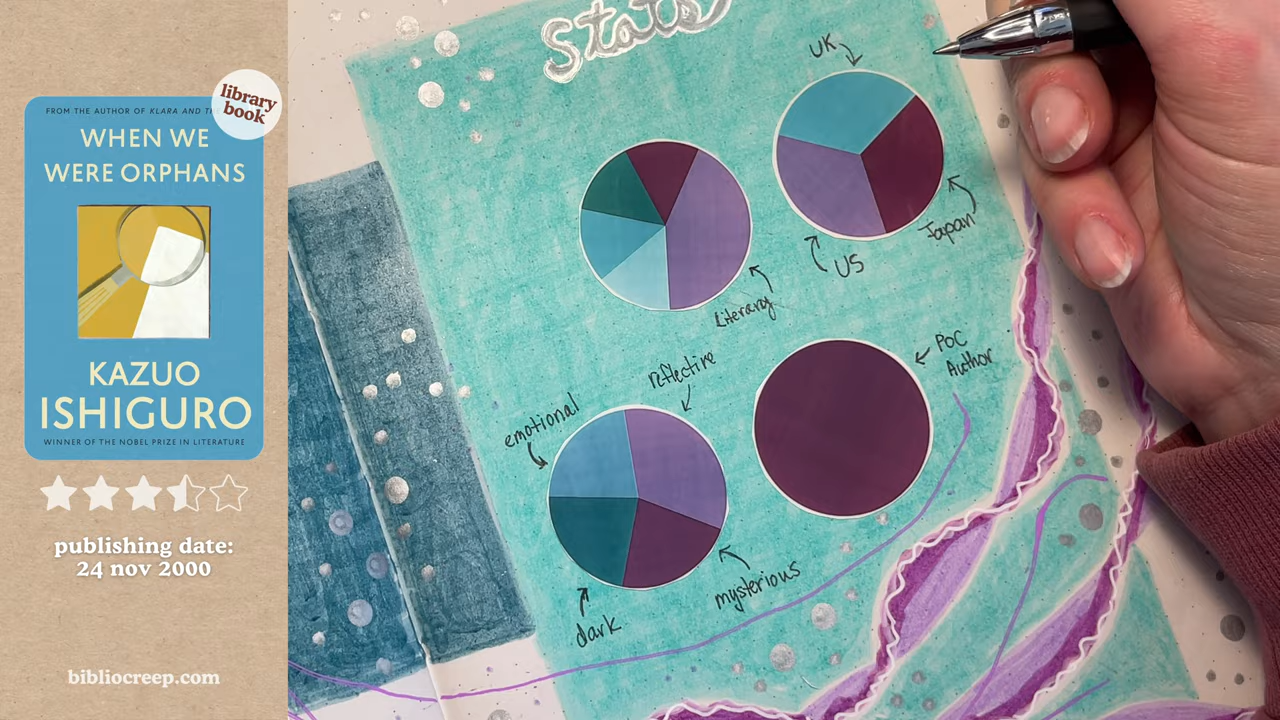 FROM THE AUTHOR OF KLARA AND TH
library
book
WHEN WE
WERE ORPHANS
KAZUO
ISHIGURO
WINNER OF THE NOBEL PRIZE IN LITERATURE
publishing date:
24 nov 2000
bibliocreep.com
Stats
UK
Japan
US
Literary
reflective
emotional
PoC
Author
mysterious
dark